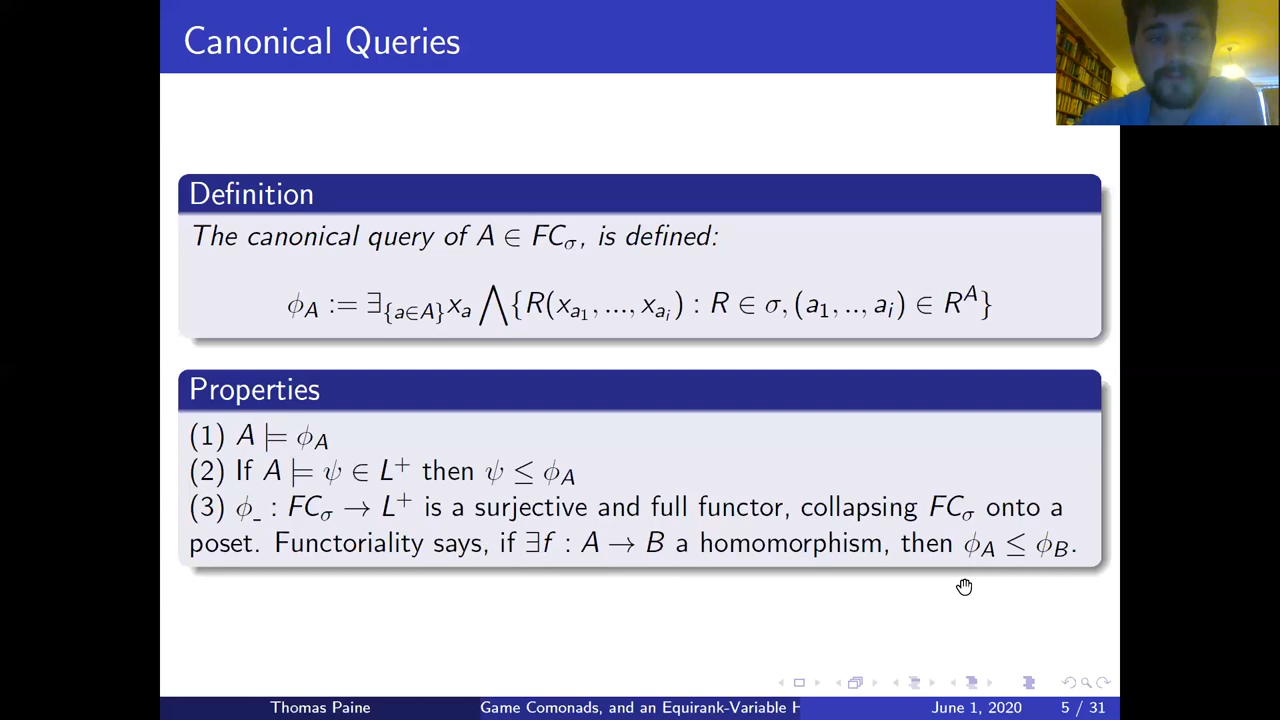 Canonical Queries
Definition
The canonical query of A ∈ FC_σ, is defined:
ϕ_A := ∃_{a∈A} x_a ⋀{R(x_{a_1}, ..., x_{a_i}) : R ∈ σ, (a_1, .., a_i) ∈ R^A}
Properties
(1) A ⊨ ϕ_A
(2) If A ⊨ ψ ∈ L^+ then ψ ≤ ϕ_A
(3) ϕ_- : FC_σ → L^+ is a surjective and full functor, collapsing FC_σ onto a
poset. Functoriality says, if ∃f : A → B a homomorphism, then ϕ_A ≤ ϕ_B.
Thomas Paine Game Comonads, and an Equirank-Variable H June 1, 2020 5 / 31